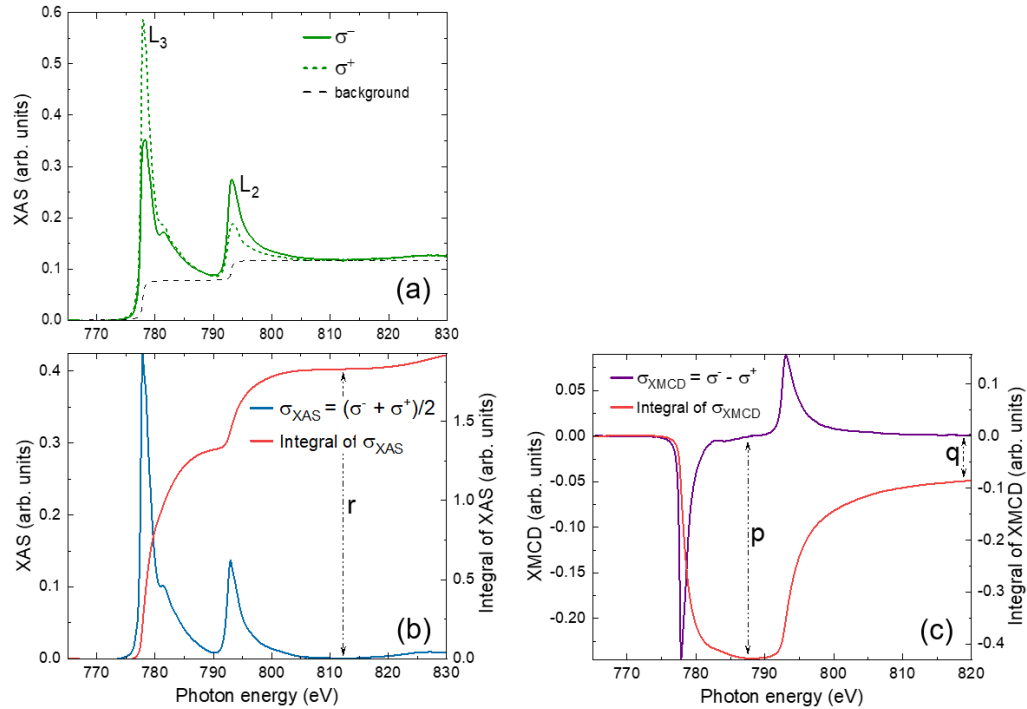 0.6
0.5
0.4
0.3
0.2
0.1
0.0
XAS (arb. units)
L3
L2
σ−
σ+
background
(a)
770 780 790 800 810 820 830
0.4
0.3
0.2
0.1
0.0
XAS (arb. units)
σXAS = (σ- + σ+)/2
Integral of σXAS
r
(b)
1.5
1.0
0.5
0.0
Integral of XAS (arb. units)
770 780 790 800 810 820 830
Photon energy (eV)
0.05
0.00
-0.05
-0.10
-0.15
-0.20
XMCD (arb. units)
σXMCD = σ- - σ+
Integral of σXMCD
p
q
(c)
0.1
0.0
-0.1
-0.2
-0.3
-0.4
Integral of XMCD (arb. units)
770 780 790 800 810 820
Photon energy (eV)